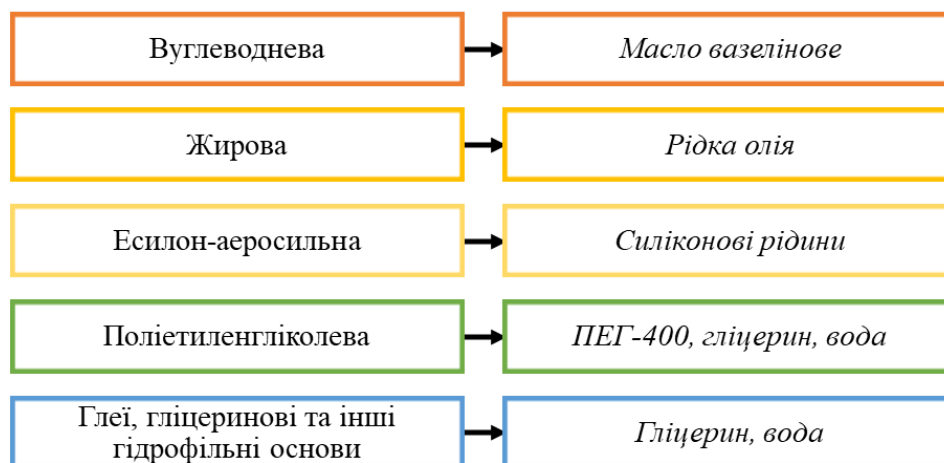 Вуглеводнева
Масло вазелінове
Жирова
Рідка олія
Есилон-аеросильна
Силіконові рідини
Поліетиленгліколева
ПЕГ-400, гліцерин, вода
Глеї, гліцеринові та інші
гідрофільні основи
Гліцерин, вода